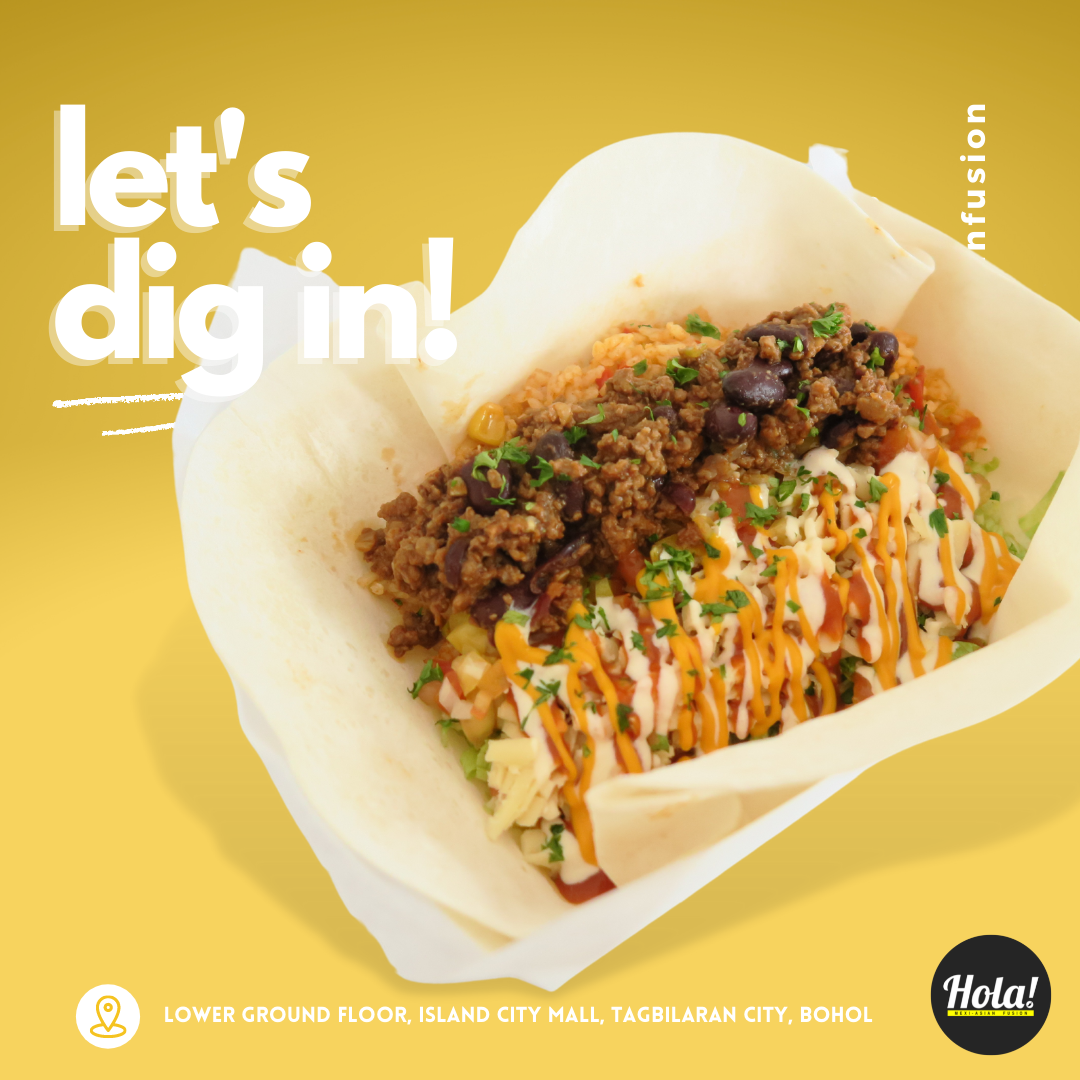 let's
dig in!
nfusion
LOWER GROUND FLOOR, ISLAND CITY MALL, TAGBILARAN CITY, BOHOL
Hola!
MEXI-ASIAN FUSION